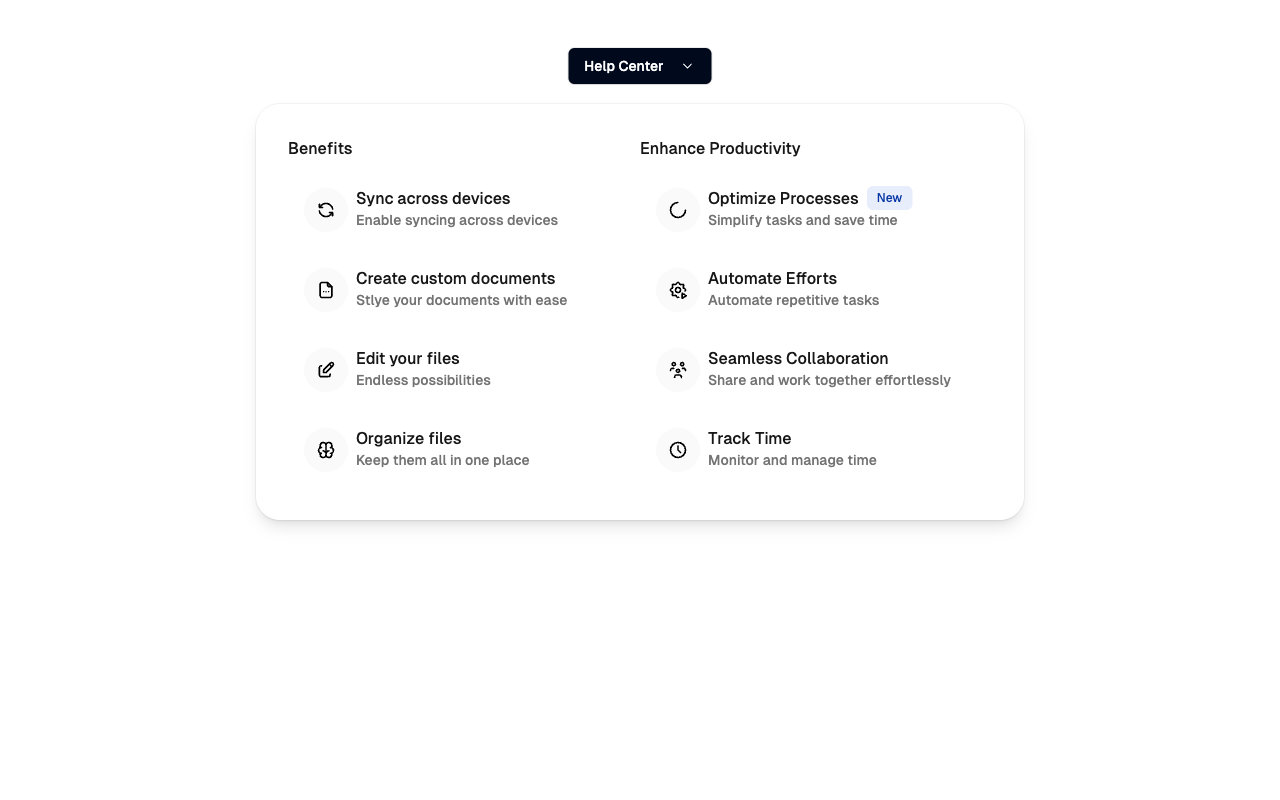 Help Center
Benefits
Sync across devices
Enable syncing across devices
Create custom documents
Stlye your documents with ease
Edit your files
Endless possibilities
Organize files
Keep them all in one place
Enhance Productivity
Optimize Processes New
Simplify tasks and save time
Automate Efforts
Automate repetitive tasks
Seamless Collaboration
Share and work together effortlessly
Track Time
Monitor and manage time